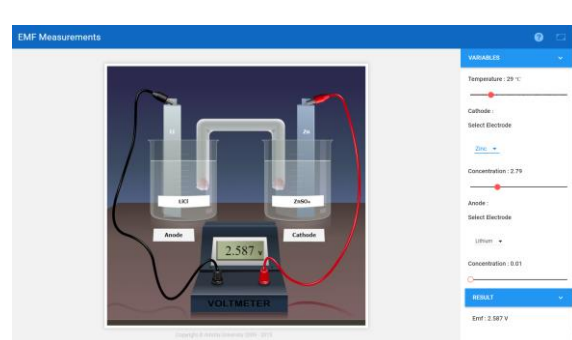 EMF Measurements
VARIABLES
Temperature : 29 °C
Cathode :
Select Electrode
Zinc
Concentration : 2.79
Anode :
Select Electrode
Lithium
Concentration : 0.01
RESULT
Emf : 2.587 V
Li
Zn
LiCl
ZnSO₄
Anode
Cathode
2.587 v
VOLTMETER